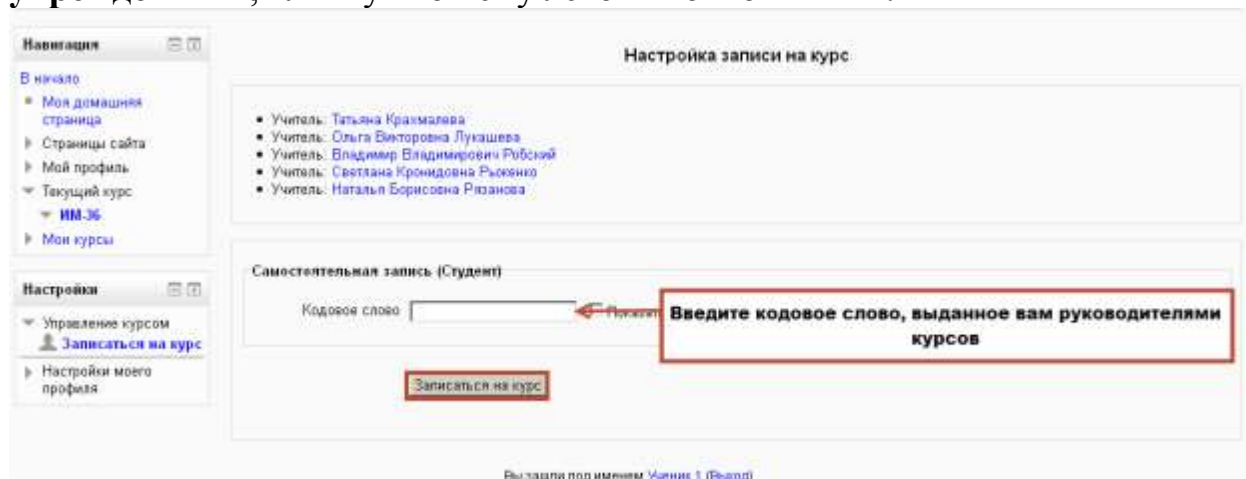 Навигация
В начало
Моя домашняя
страница
Страницы сайта
Мой профиль
Текущий курс
ИМ-36
Мои курсы
Настройки
Управление курсом
Записаться на курс
Настройки моего
профиля
Настройка записи на курс
Учитель: Татьяна Крахмалева
Учитель: Ольга Викторовна Лукашева
Учитель: Владимир Владимирович Робский
Учитель: Светлана Кронидовна Рыженко
Учитель: Наталья Борисовна Рязанова
Самостоятельная запись (Студент)
Кодовое слово
Введите кодовое слово, выданное вам руководителями
курсов
Записаться на курс
Вы зашли под именем Ученик 1 (Выход)